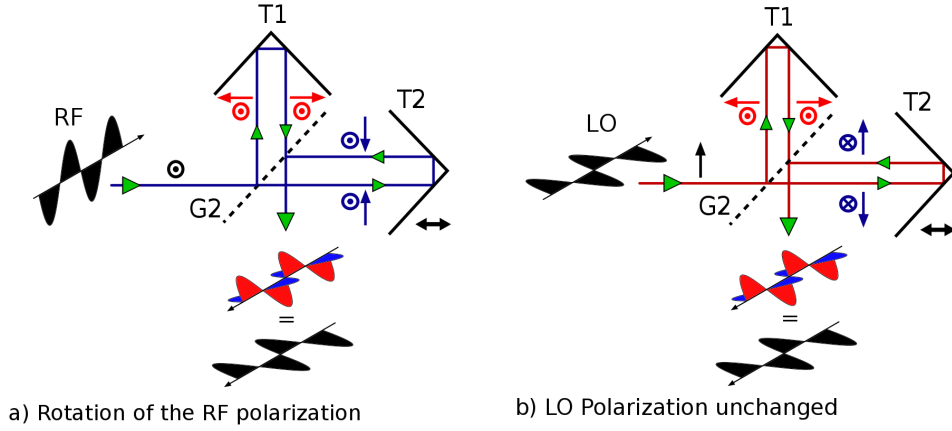 T1
T2
RF
G2
=
a) Rotation of the RF polarization
T1
T2
LO
G2
=
b) LO Polarization unchanged